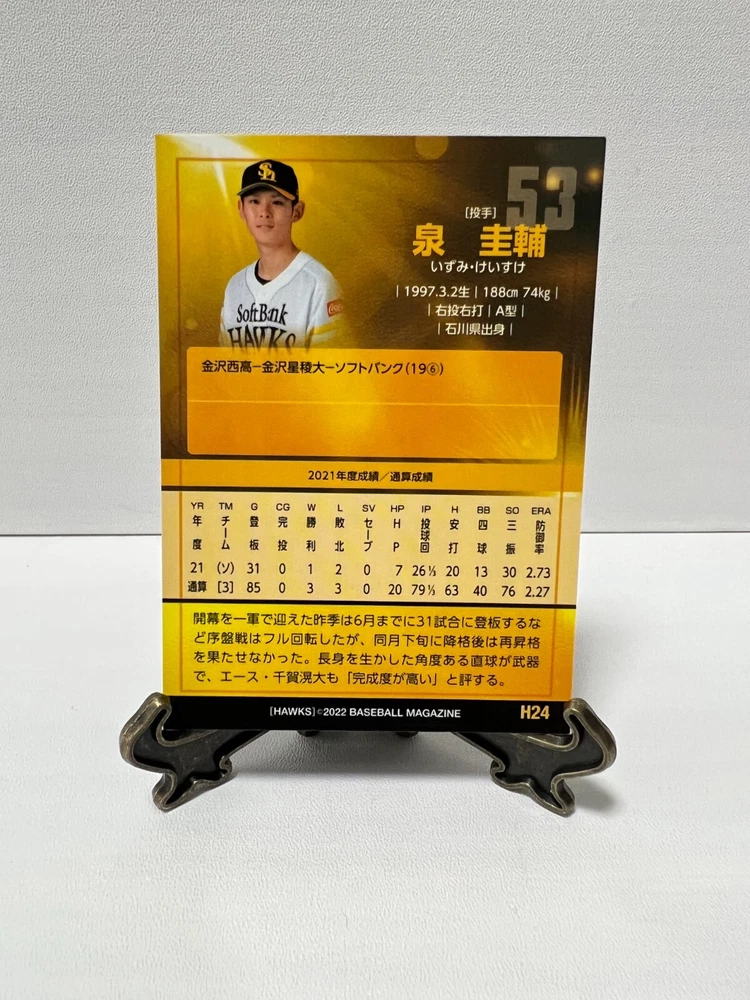 53
[投手]
泉 圭輔
いずみ・けいすけ
| 1997.3.2生 | 188㎝ 74㎏ |
| 右投右打 | A型 |
| 石川県出身 |
SH
SoftBank
HAWKS
Coca-Cola
金沢西高−金沢星稜大−ソフトバンク(19⑥)
2021年度成績／通算成績
YR TM G CG W L SV HP IP H BB SO ERA
年度 チーム 登板 完投 勝利 敗北 セーブ HP 投球回 安打 四球 三振 防御率
21 (ソ) 31 0 1 2 0 7 26 1/3 20 13 30 2.73
通算 [3] 85 0 3 3 0 20 79 1/3 63 40 76 2.27
開幕を一軍で迎えた昨季は6月までに31試合に登板するな
ど序盤戦はフル回転したが、同月下旬に降格後は再昇格
を果たせなかった。長身を生かした角度ある直球が武器
で、エース・千賀滉大も「完成度が高い」と評する。
[HAWKS]©2022 BASEBALL MAGAZINE
H24